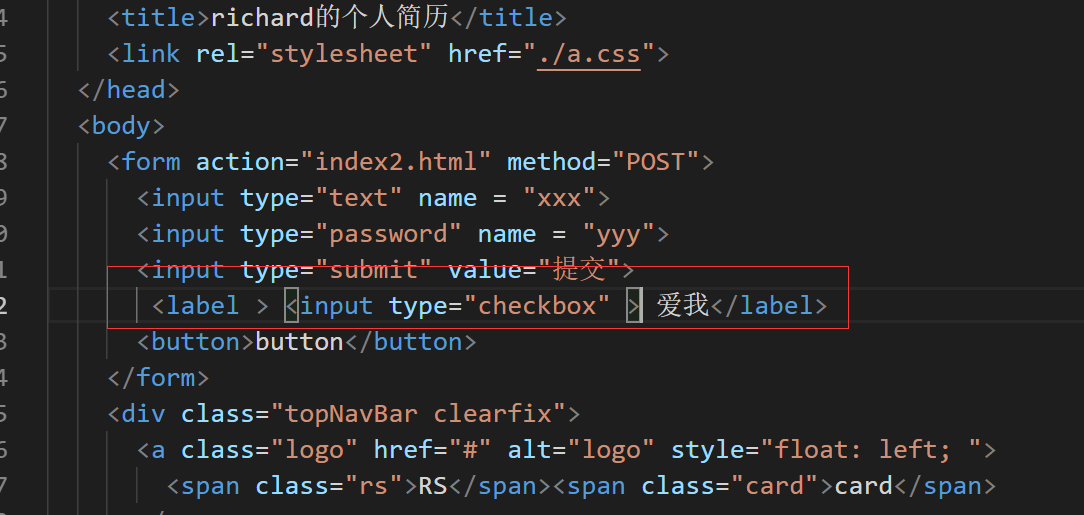 4 <title>richard的个人简历</title>
5 <link rel="stylesheet" href="./a.css">
6 </head>
7 <body>
8 <form action="index2.html" method="POST">
9 <input type="text" name = "xxx">
0 <input type="password" name = "yyy">
1 <input type="submit" value="提交">
2 <label > <input type="checkbox" > 爱我</label>
3 <button>button</button>
4 </form>
5 <div class="topNavBar clearfix">
6 <a class="logo" href="#" alt="logo" style="float: left; ">
7 <span class="rs">RS</span><span class="card">card</span>